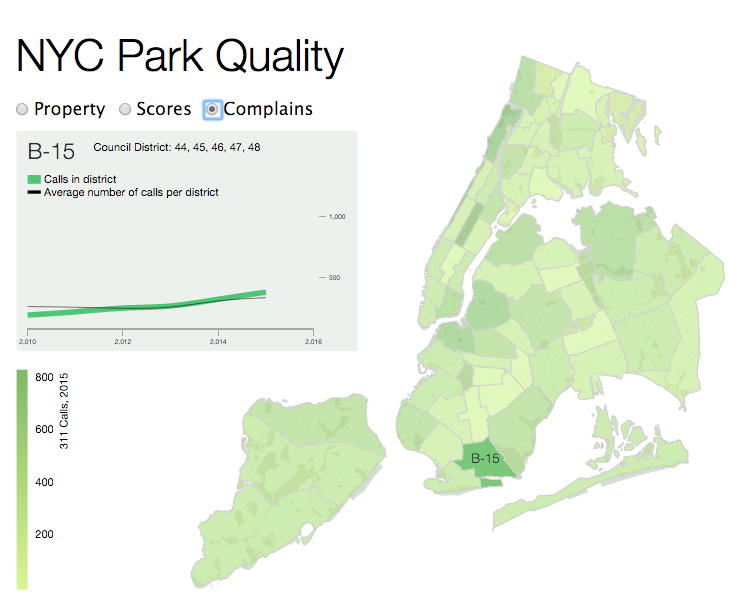 NYC Park Quality
Property Scores Complains
B-15 Council District: 44, 45, 46, 47, 48
Calls in district
Average number of calls per district
1,000
500
2,010 2,012 2,014 2,016
800
600
400
200
311 Calls, 2015
B-15